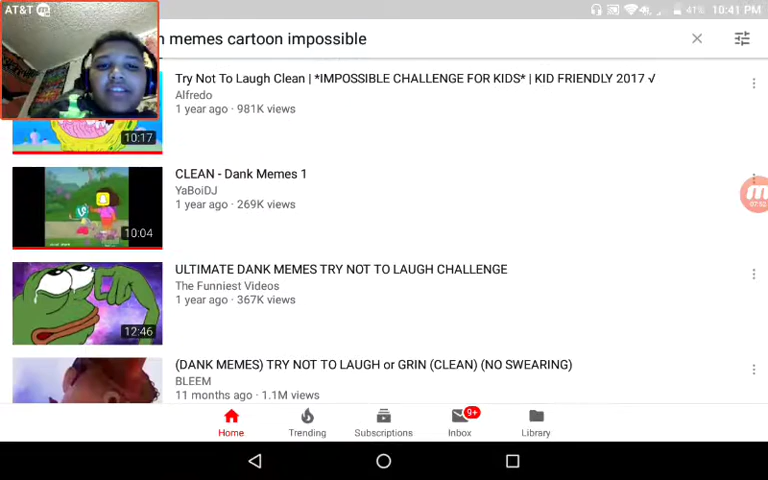 AT&T
41% 10:41 PM
n memes cartoon impossible
Try Not To Laugh Clean | *IMPOSSIBLE CHALLENGE FOR KIDS* | KID FRIENDLY 2017 √
Alfredo
1 year ago · 981K views
10:17
CLEAN - Dank Memes 1
YaBoiDJ
1 year ago · 269K views
10:04
ULTIMATE DANK MEMES TRY NOT TO LAUGH CHALLENGE
The Funniest Videos
1 year ago · 367K views
12:46
(DANK MEMES) TRY NOT TO LAUGH or GRIN (CLEAN) (NO SWEARING)
BLEEM
11 months ago · 1.1M views
9+
Home Trending Subscriptions Inbox Library